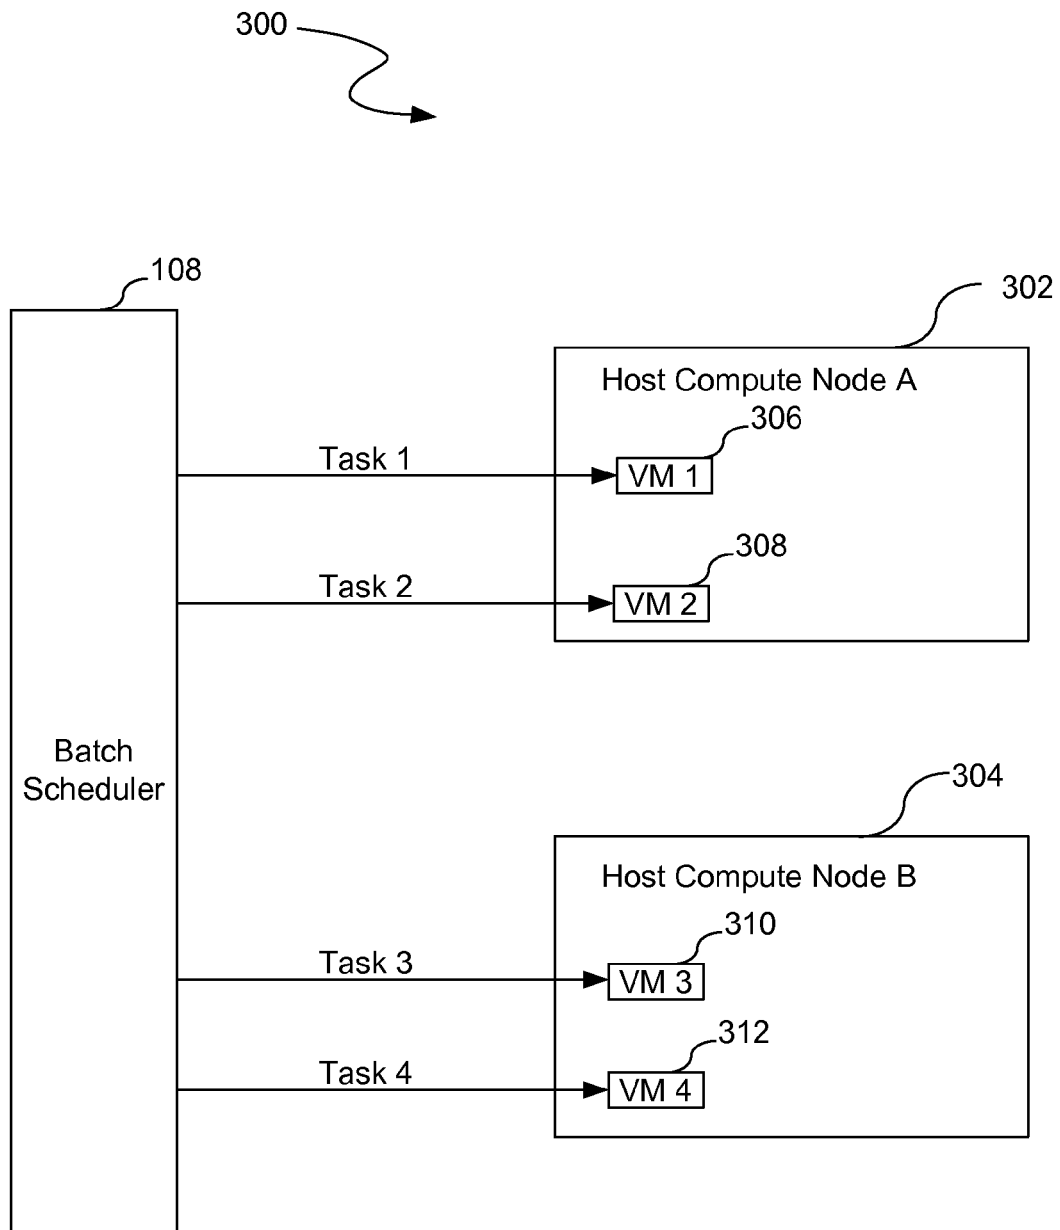 300
108
302
Host Compute Node A
306
Task 1
VM 1
308
Task 2
VM 2
Batch
Scheduler
304
Host Compute Node B
310
Task 3
VM 3
312
Task 4
VM 4